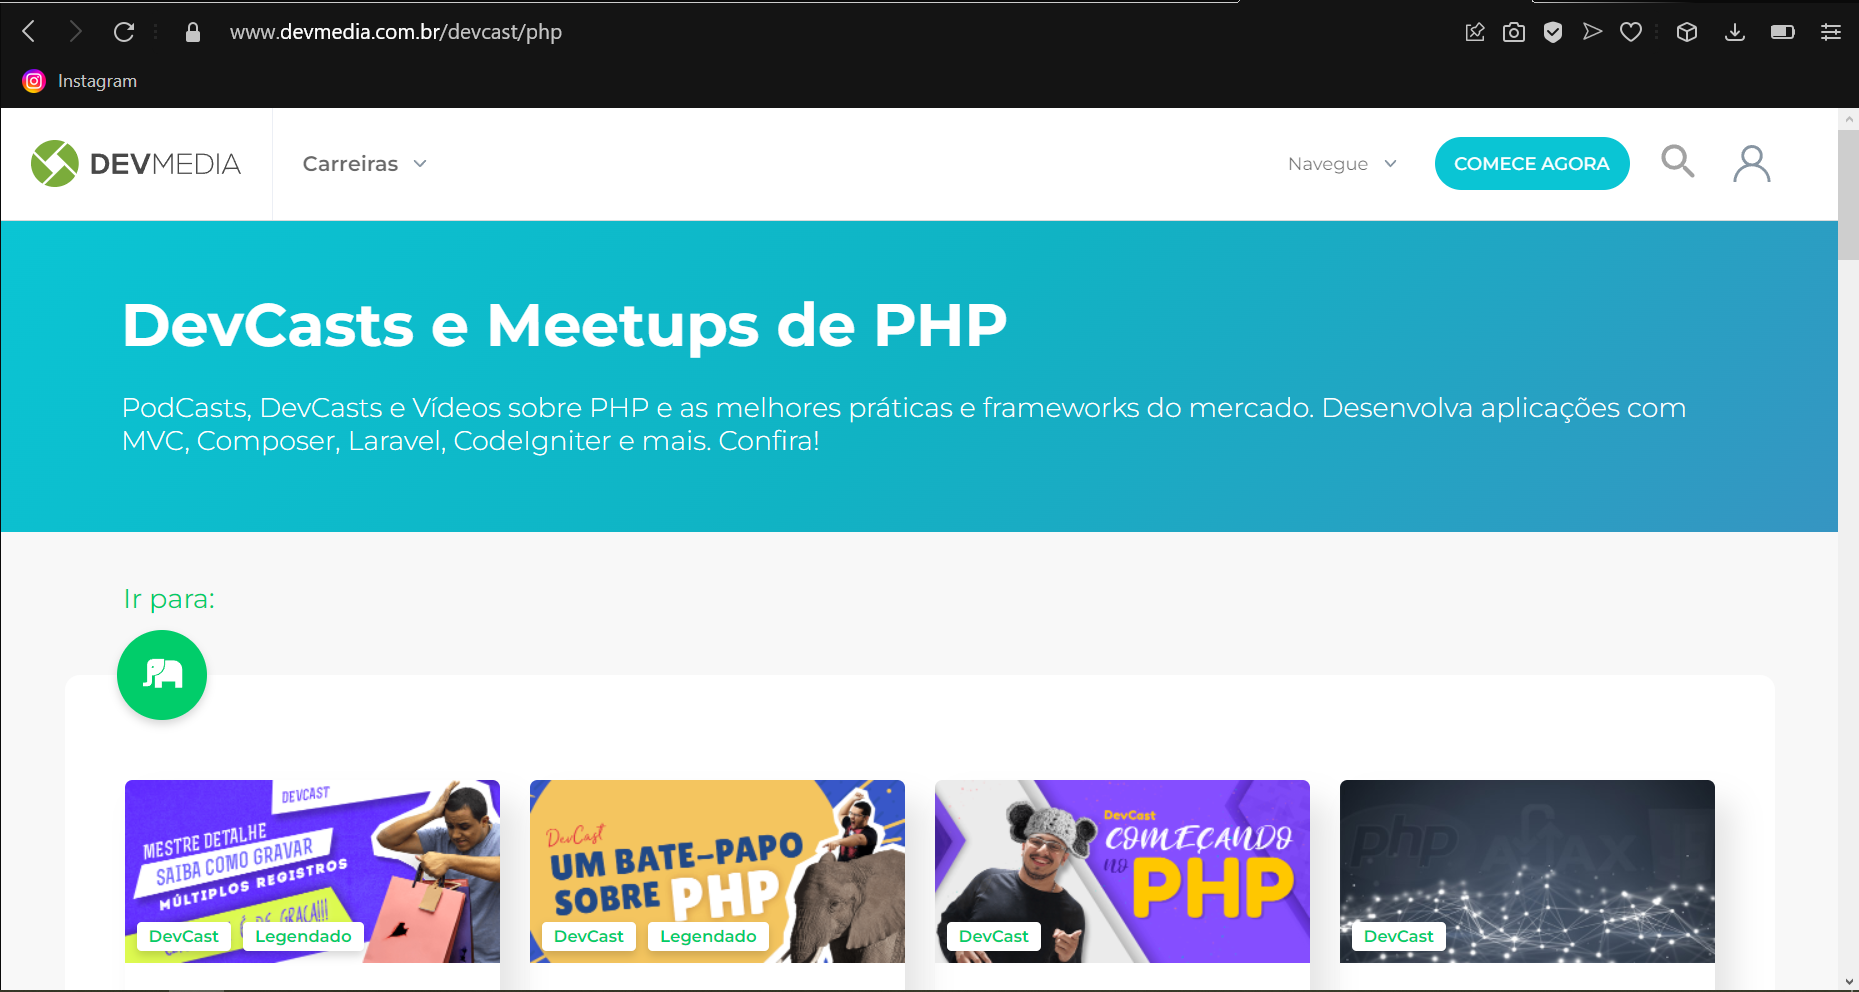 www.devmedia.com.br/devcast/php
Instagram
DEVMEDIA
Carreiras
Navegue
COMECE AGORA
DevCasts e Meetups de PHP
PodCasts, DevCasts e Vídeos sobre PHP e as melhores práticas e frameworks do mercado. Desenvolva aplicações com
MVC, Composer, Laravel, CodeIgniter e mais. Confira!
Ir para:
DEVCAST
MESTRE DETALHE
SAIBA COMO GRAVAR
MÚLTIPLOS REGISTROS
É DE GRAÇA!!!
DevCast Legendado
DevCast
UM BATE-PAPO
SOBRE PHP
DevCast Legendado
DevCast
COMEÇANDO
no
PHP
DevCast
php
DevCast